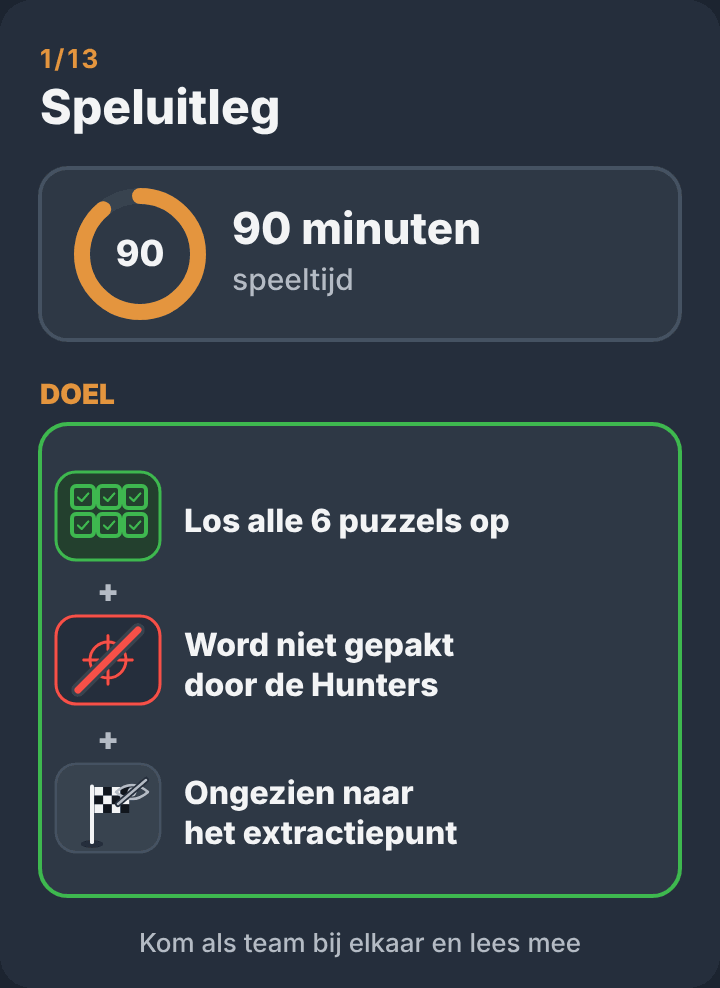 1/13
Speluitleg
90
90 minuten
speeltijd
DOEL
Los alle 6 puzzels op
+
Word niet gepakt
door de Hunters
+
Ongezien naar
het extractiepunt
Kom als team bij elkaar en lees mee